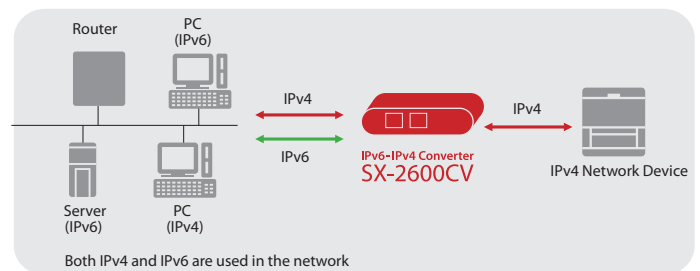 Router
PC
(IPv6)
IPv4
IPv6
IPv6-IPv4 Converter
SX-2600CV
IPv4
IPv4 Network Device
Server
(IPv6)
PC
(IPv4)
Both IPv4 and IPv6 are used in the network